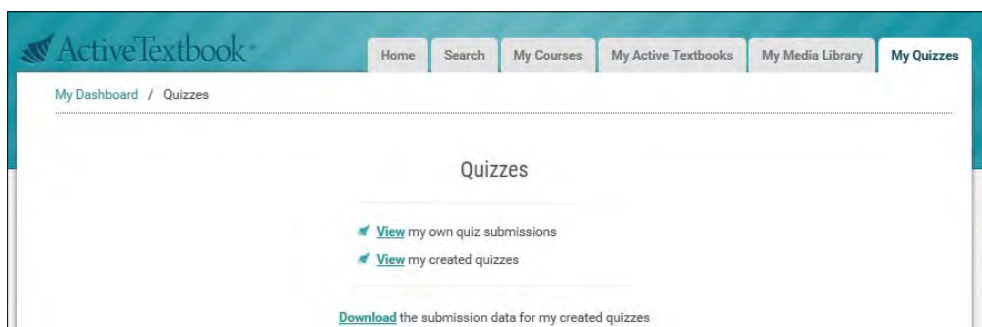 ActiveTextbook®
Home Search My Courses My Active Textbooks My Media Library My Quizzes
My Dashboard / Quizzes
Quizzes
View my own quiz submissions
View my created quizzes
Download the submission data for my created quizzes